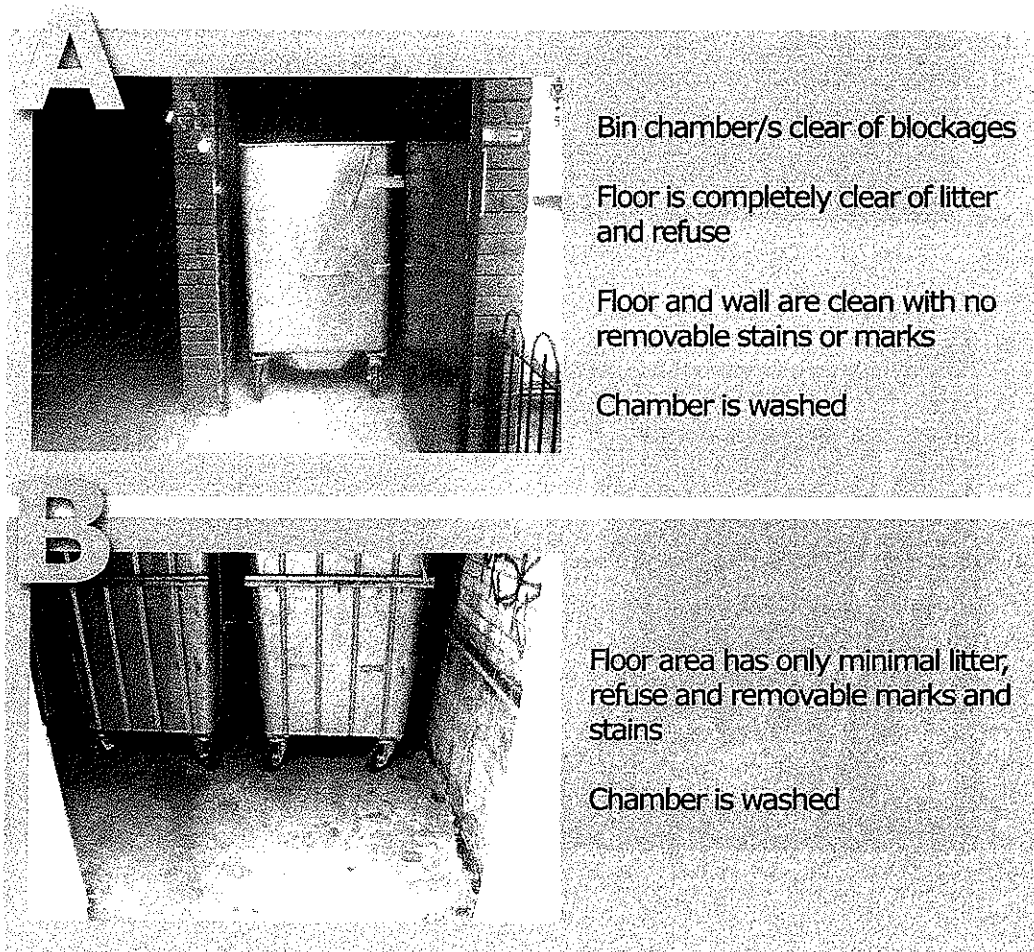 A
Bin chamber/s clear of blockages
Floor is completely clear of litter
and refuse
Floor and wall are clean with no
removable stains or marks
Chamber is washed
B
Floor area has only minimal litter,
refuse and removable marks and
stains
Chamber is washed